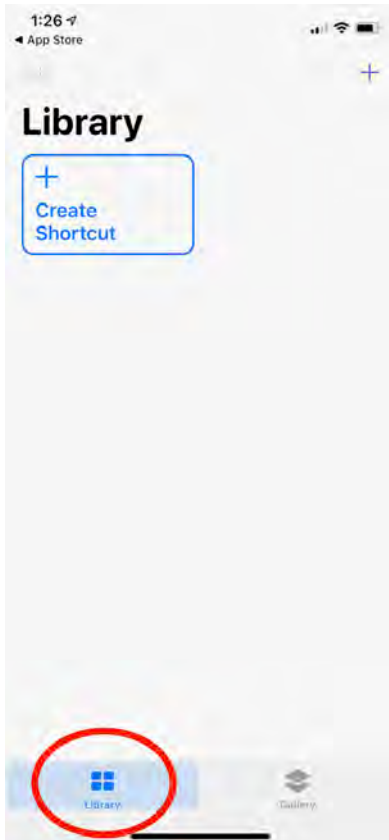 1:26
◀ App Store
+
Library
+
Create
Shortcut
Library
Gallery